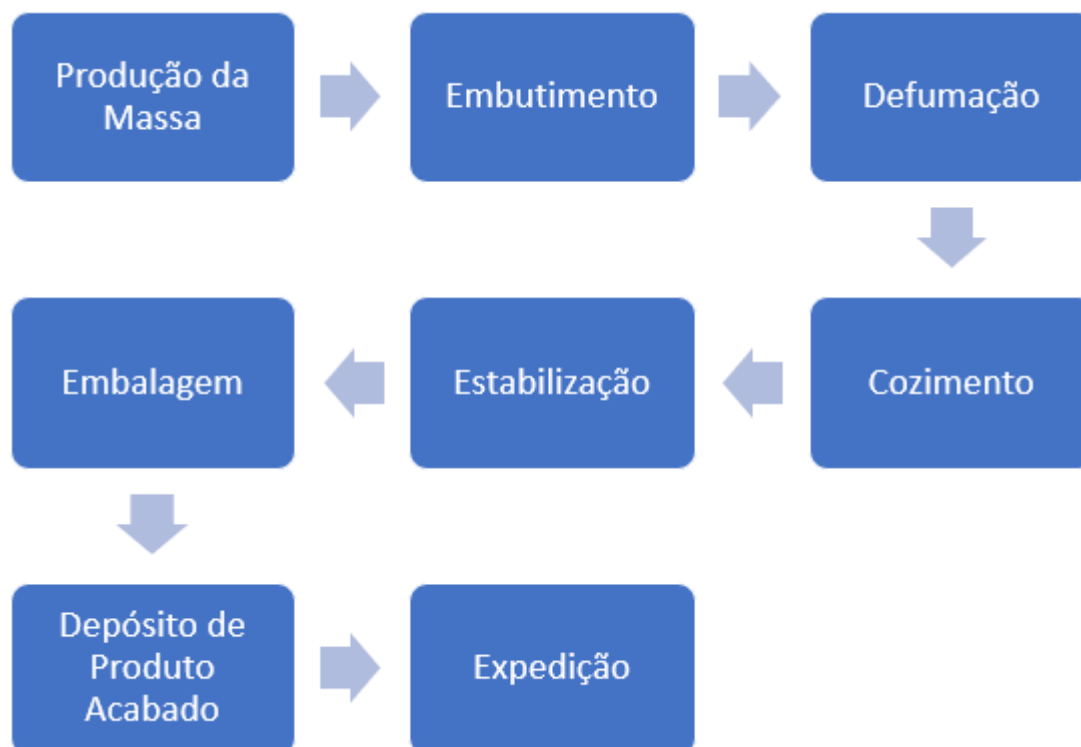 Produção da
Massa
Embutimento
Defumação
Cozimento
Estabilização
Embalagem
Depósito de
Produto
Acabado
Expedição